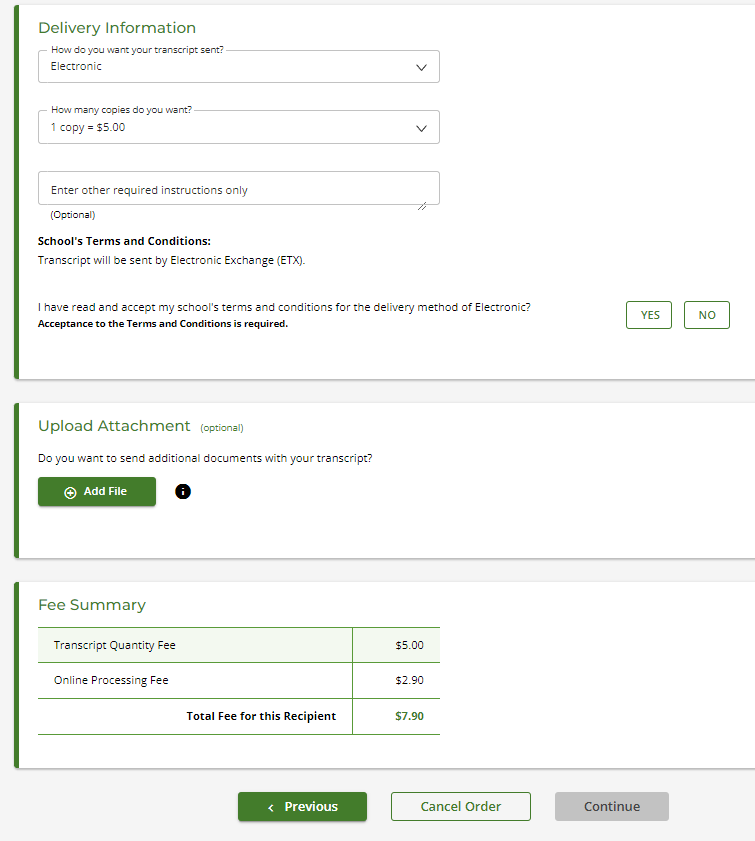 Delivery Information
How do you want your transcript sent?
Electronic
How many copies do you want?
1 copy = $5.00
Enter other required instructions only
(Optional)
School's Terms and Conditions:
Transcript will be sent by Electronic Exchange (ETX).
I have read and accept my school's terms and conditions for the delivery method of Electronic?
YES
NO
Acceptance to the Terms and Conditions is required.
Upload Attachment (optional)
Do you want to send additional documents with your transcript?
Add File
Fee Summary
Transcript Quantity Fee $5.00
Online Processing Fee $2.90
Total Fee for this Recipient $7.90
Previous
Cancel Order
Continue